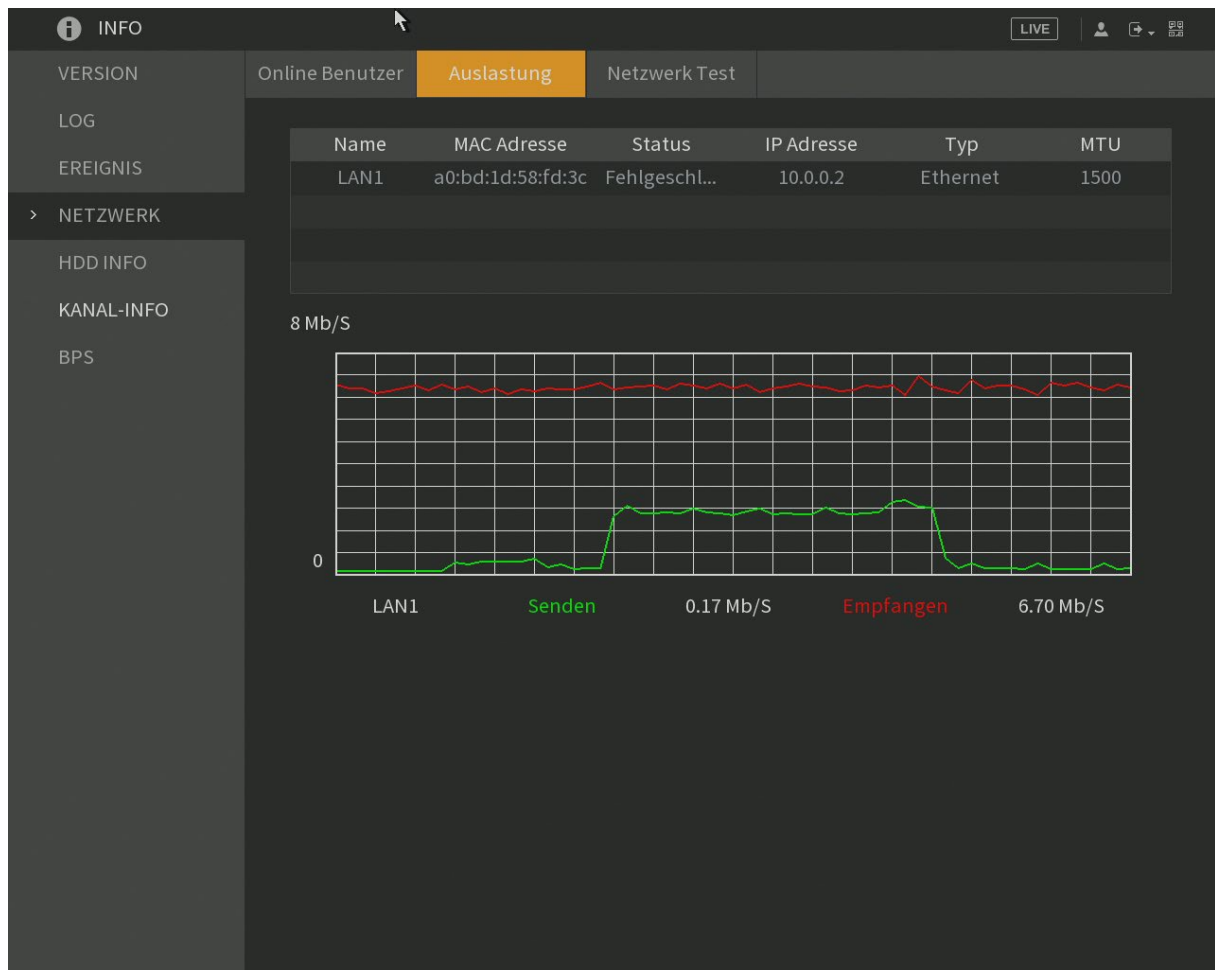 INFO
LIVE
VERSION
LOG
EREIGNIS
NETZWERK
HDD INFO
KANAL-INFO
BPS
Online Benutzer Auslastung Netzwerk Test
Name MAC Adresse Status IP Adresse Typ MTU
LAN1 a0:bd:1d:58:fd:3c Fehlgeschl... 10.0.0.2 Ethernet 1500
8 Mb/S
0
LAN1 Senden 0.17 Mb/S Empfangen 6.70 Mb/S